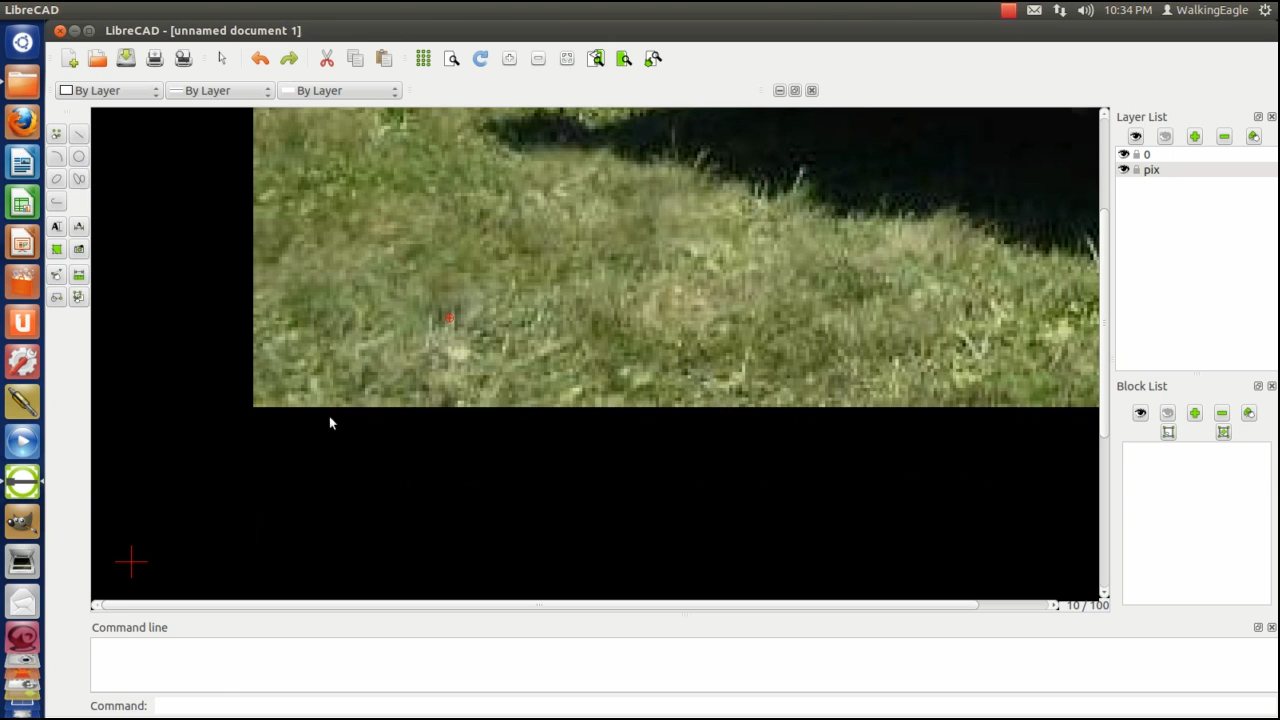 LibreCAD
10:34 PM
WalkingEagle
LibreCAD - [unnamed document 1]
By Layer
By Layer
By Layer
Layer List
0
pix
Block List
10 / 100
Command line
Command: